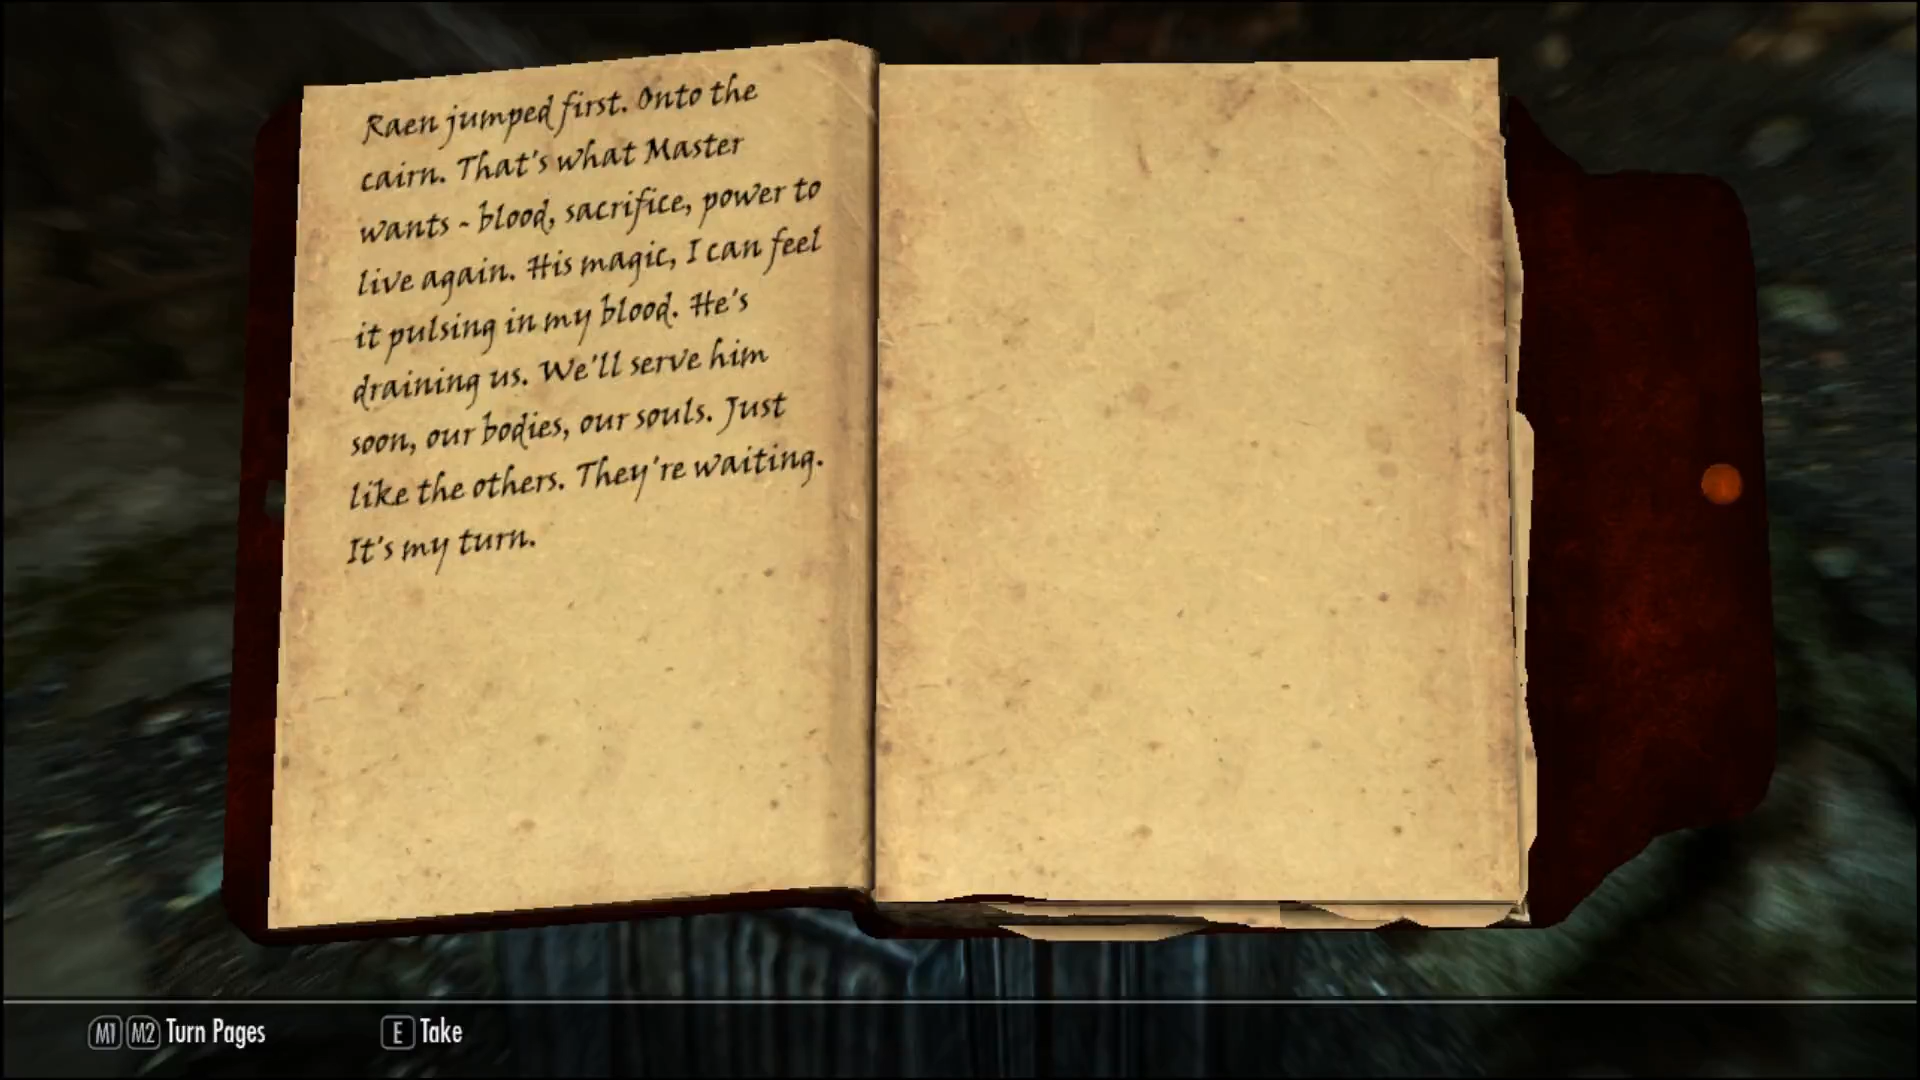 Raen jumped first. Onto the
cairn. That's what Master
wants - blood, sacrifice, power to
live again. His magic, I can feel
it pulsing in my blood. He's
draining us. We'll serve him
soon, our bodies, our souls. Just
like the others. They're waiting.
It's my turn.
M1 M2 Turn Pages
E Take